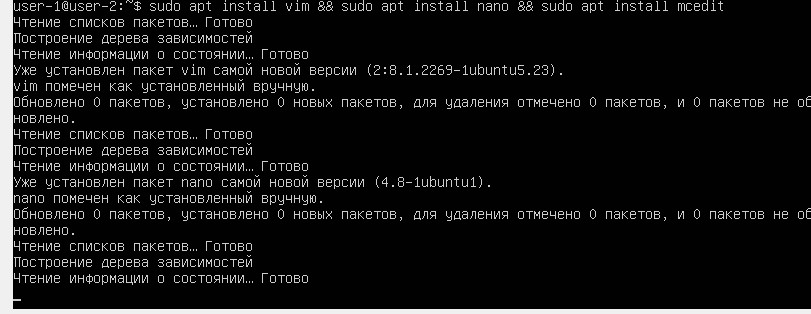 user-1@user-2:~$ sudo apt install vim && sudo apt install nano && sudo apt install mcedit
Чтение списков пакетов… Готово
Построение дерева зависимостей
Чтение информации о состоянии… Готово
Уже установлен пакет vim самой новой версии (2:8.1.2269-1ubuntu5.23).
vim помечен как установленный вручную.
Обновлено 0 пакетов, установлено 0 новых пакетов, для удаления отмечено 0 пакетов, и 0 пакетов не об
новлено.
Чтение списков пакетов… Готово
Построение дерева зависимостей
Чтение информации о состоянии… Готово
Уже установлен пакет nano самой новой версии (4.8-1ubuntu1).
nano помечен как установленный вручную.
Обновлено 0 пакетов, установлено 0 новых пакетов, для удаления отмечено 0 пакетов, и 0 пакетов не об
новлено.
Чтение списков пакетов… Готово
Построение дерева зависимостей
Чтение информации о состоянии… Готово